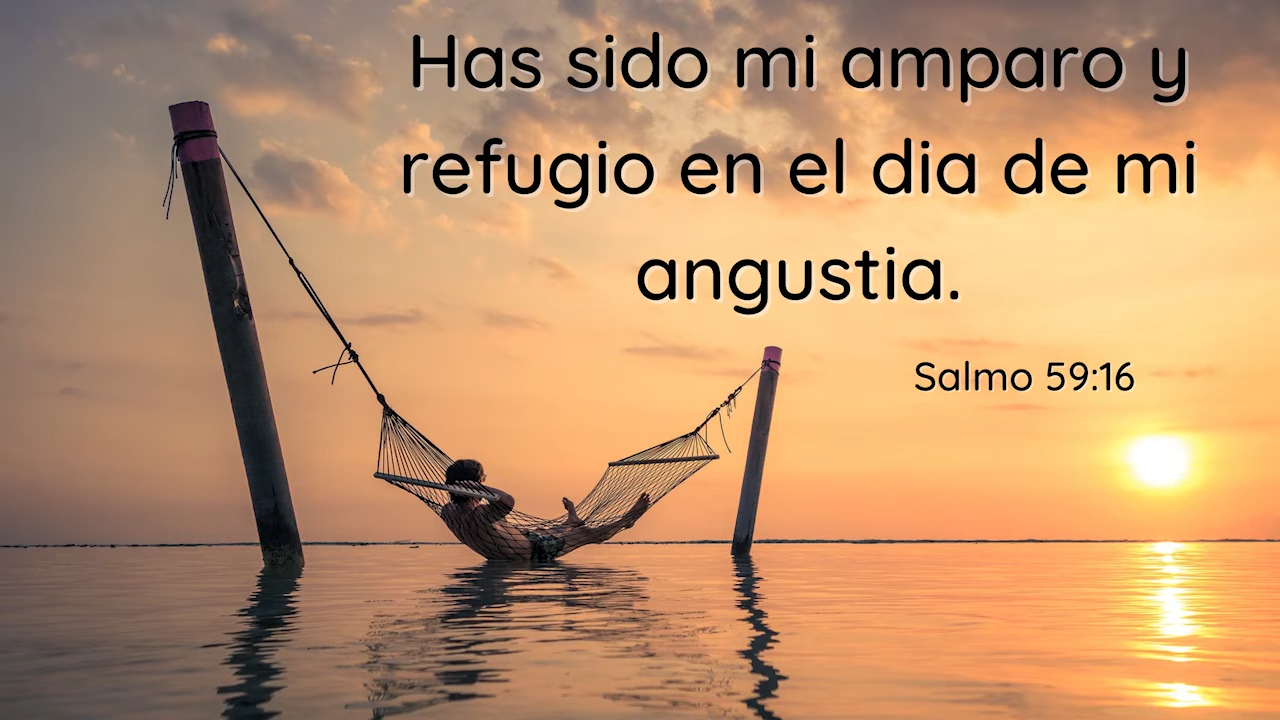 Has sido mi amparo y
refugio en el dia de mi
angustia.
Salmo 59:16